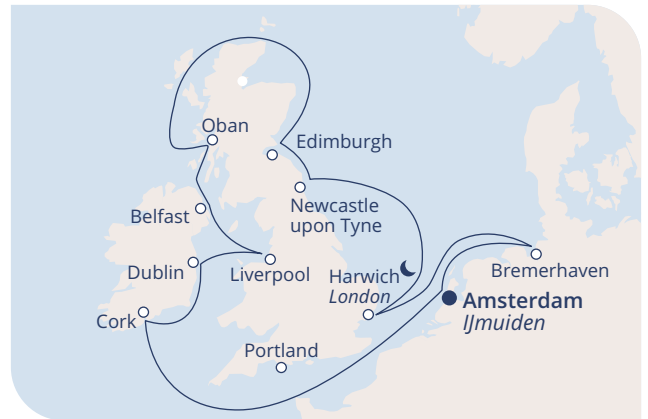 Oban
Edimburgh
Newcastle
upon Tyne
Belfast
Dublin
Liverpool
Harwich
London
Bremerhaven
Amsterdam
IJmuiden
Cork
Portland